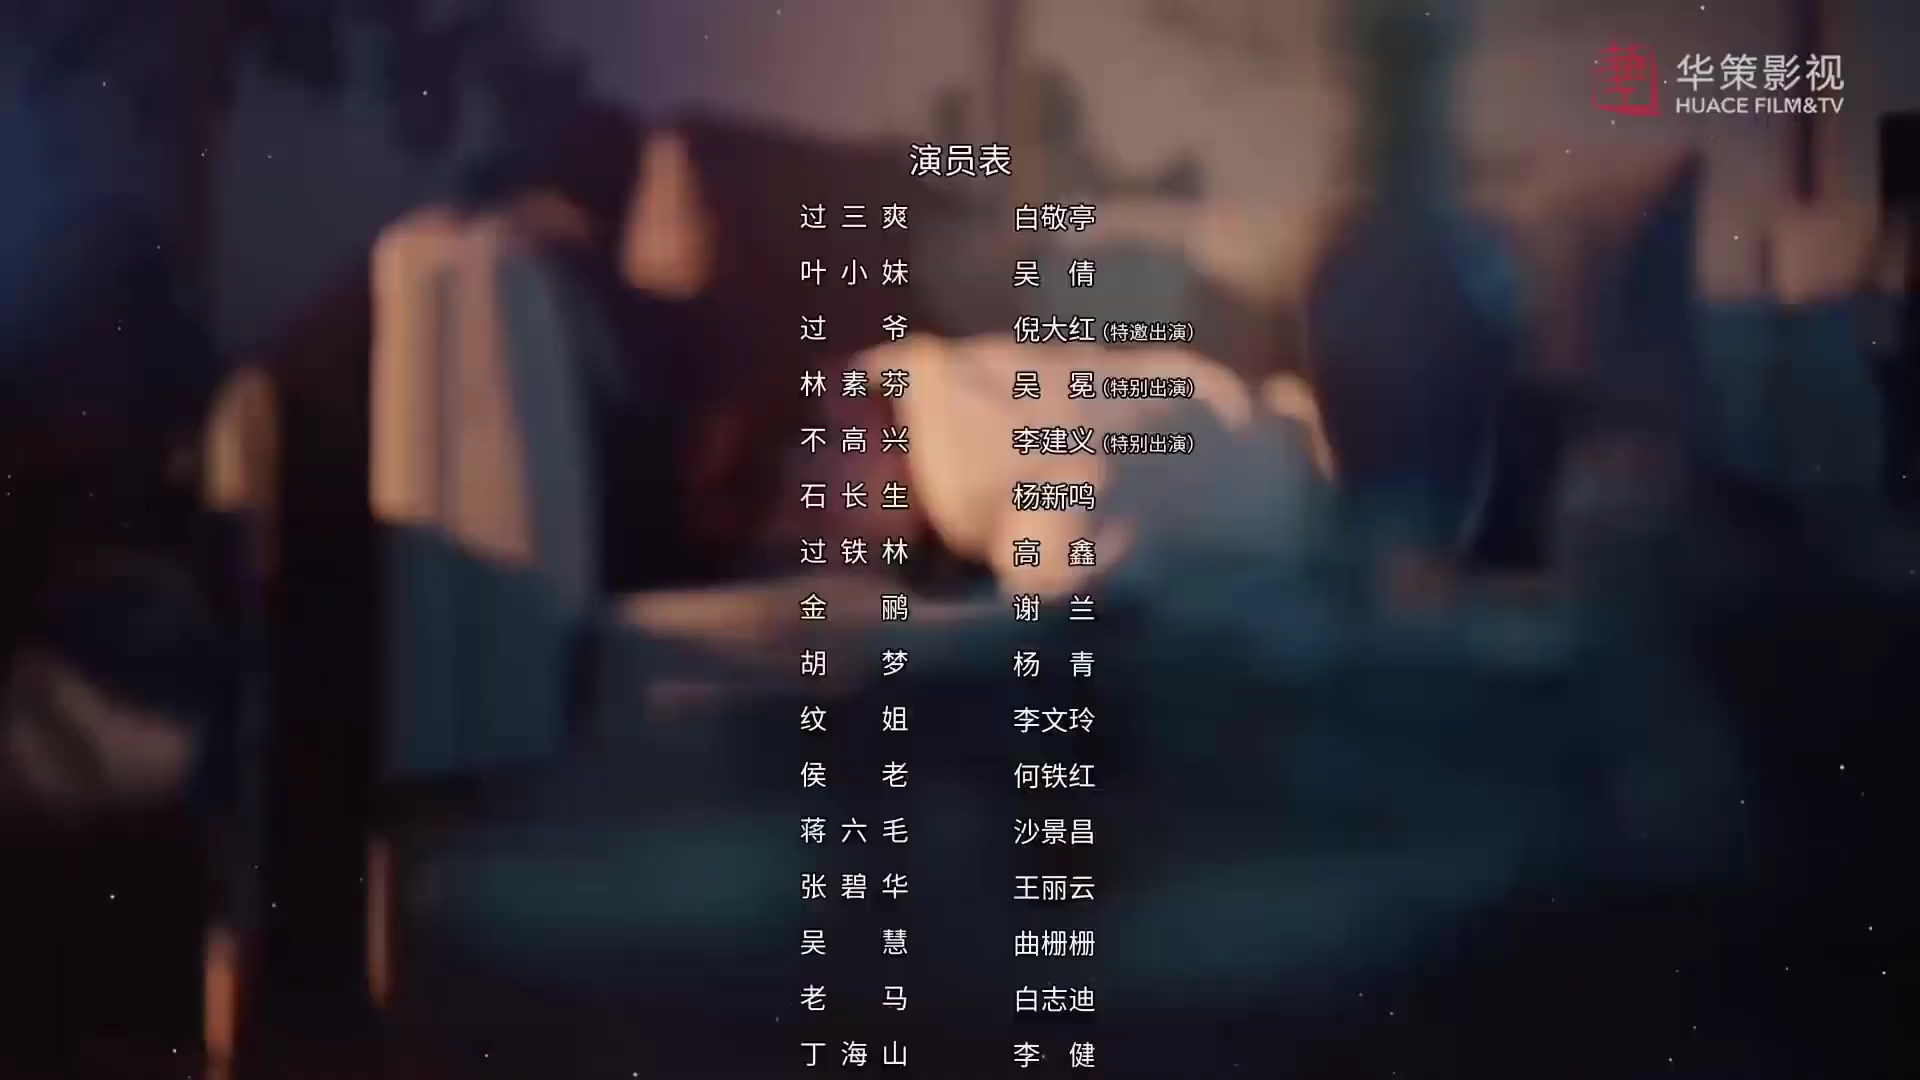 华策影视
HUACE FILM&TV
演员表
过三爽 白敬亭
叶小妹 吴倩
过爷 倪大红(特邀出演)
林素芬 吴冕(特别出演)
不高兴 李建义(特别出演)
石长生 杨新鸣
过铁林 高鑫
金鹂 谢兰
胡梦 杨青
纹姐 李文玲
侯老 何铁红
蒋六毛 沙景昌
张碧华 王丽云
吴慧 曲栅栅
老马 白志迪
丁海山 李健